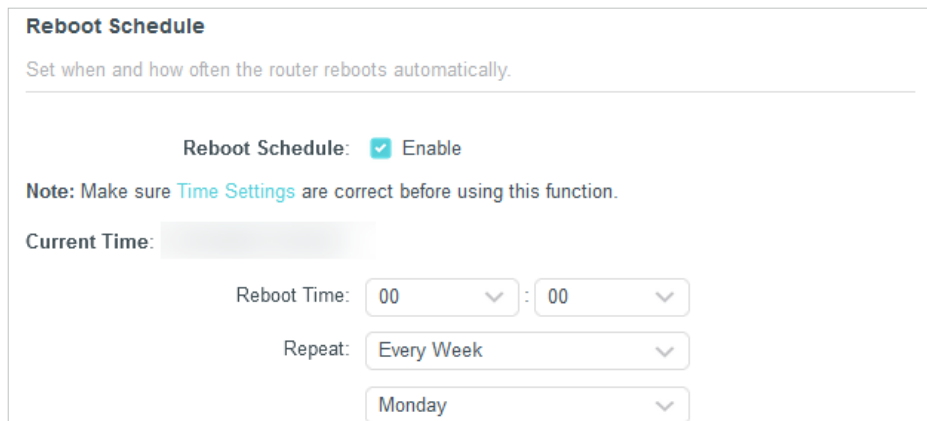 Reboot Schedule
Set when and how often the router reboots automatically.
Reboot Schedule: Enable
Note: Make sure Time Settings are correct before using this function.
Current Time:
Reboot Time: 00 : 00
Repeat: Every Week
Monday